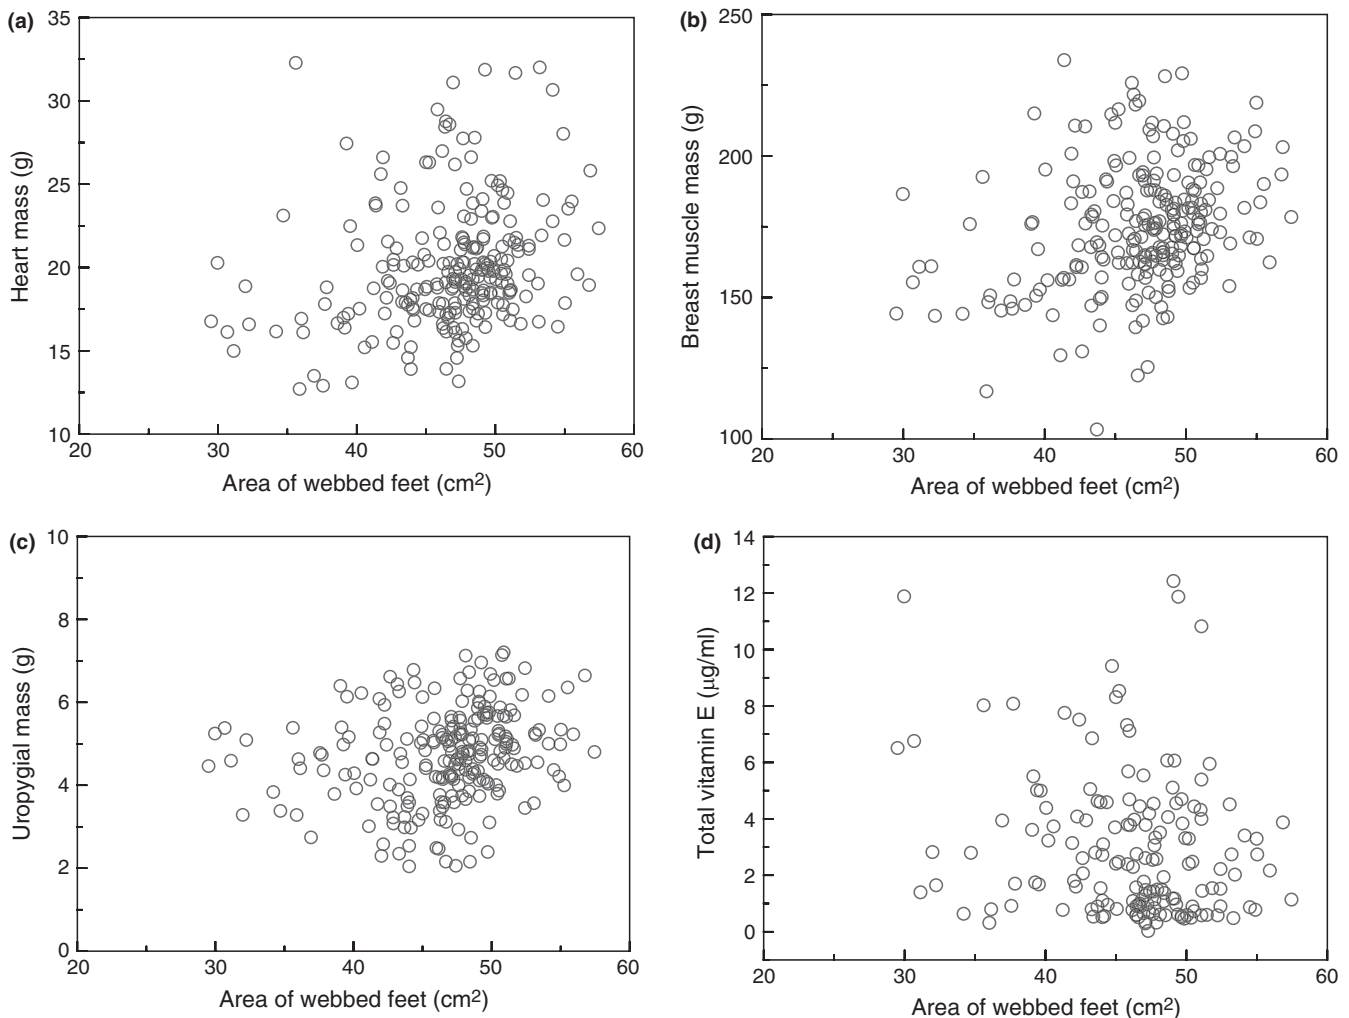 (a)
35
30
25
20
15
10
Heart mass (g)
20 30 40 50 60
Area of webbed feet (cm2)
(b)
250
200
150
100
Breast muscle mass (g)
20 30 40 50 60
Area of webbed feet (cm2)
(c)
10
8
6
4
2
0
Uropygial mass (g)
20 30 40 50 60
Area of webbed feet (cm2)
(d)
14
12
10
8
6
4
2
0
Total vitamin E (μg/ml)
20 30 40 50 60
Area of webbed feet (cm2)